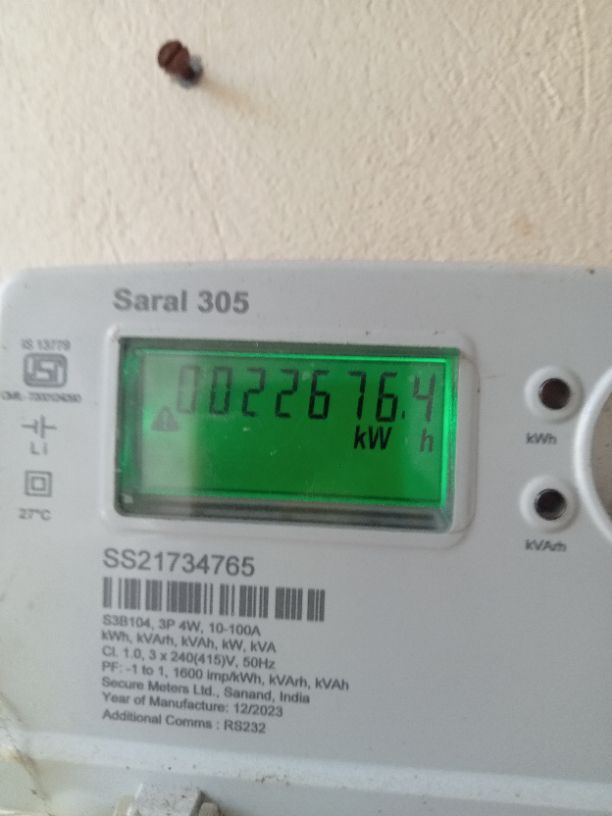 Saral 305
IS 13779
ISI
0022676.4
kW h
kWh
Li
27°C
kVArh
SS21734765
S3B104, 3P 4W, 10-100A
kWh, kVArh, kVAh, kW, kVA
Cl. 1.0, 3 x 240(415)V, 50Hz
PF: -1 to 1, 1600 imp/kWh, kVArh, kVAh
Secure Meters Ltd., Sanand, India
Year of Manufacture: 12/2023
Additional Comms : RS232